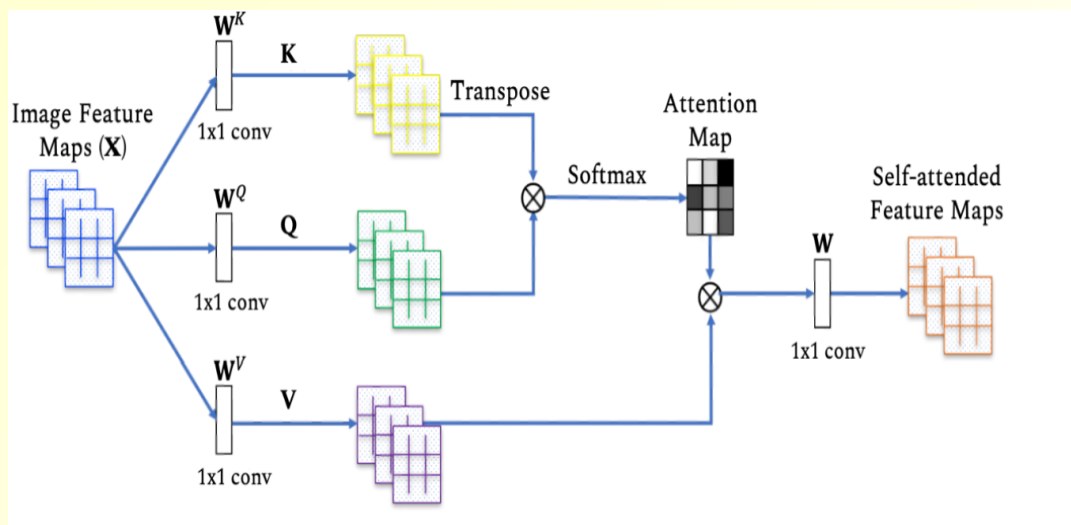 Image Feature
Maps (X)
W^K
K
1x1 conv
Transpose
W^Q
Q
1x1 conv
W^V
V
1x1 conv
Softmax
Attention
Map
W
1x1 conv
Self-attended
Feature Maps